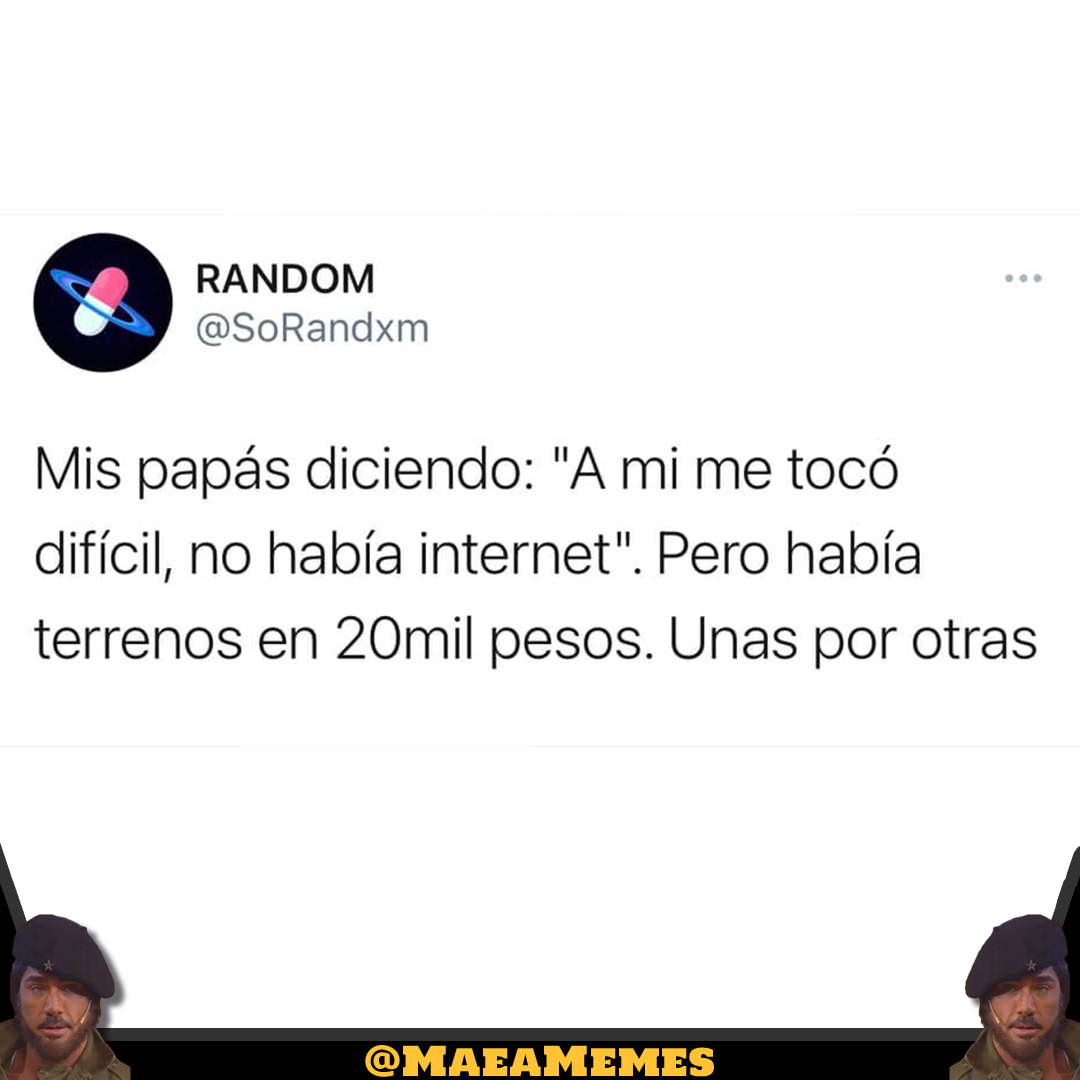 RANDOM
@SoRandxm
Mis papás diciendo: "A mi me tocó
difícil, no había internet". Pero había
terrenos en 20mil pesos. Unas por otras
@MaeaMemes